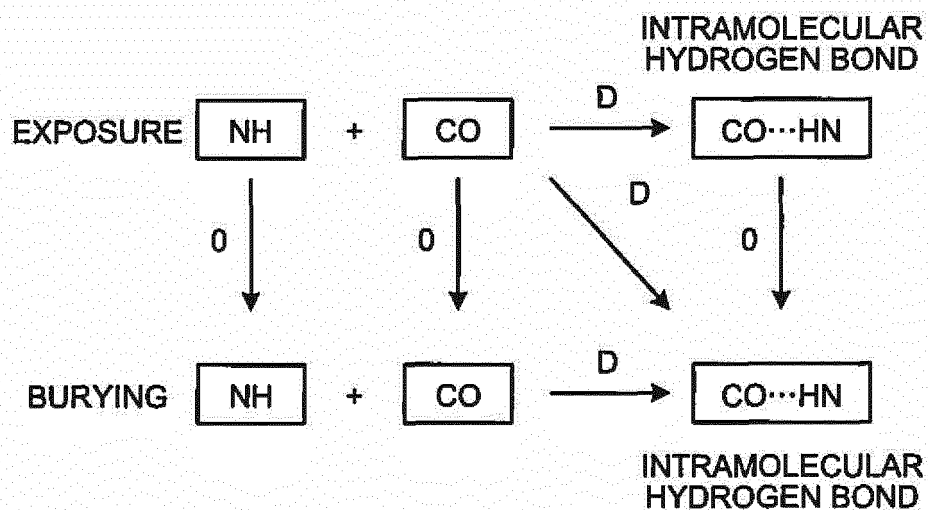 INTRAMOLECULAR
HYDROGEN BOND
D
EXPOSURE NH + CO CO···HN
D
0 0 0
D
BURYING NH + CO CO···HN
INTRAMOLECULAR
HYDROGEN BOND